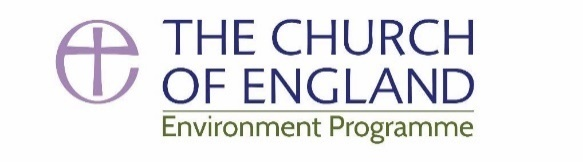 THE CHURCH
OF ENGLAND
Environment Programme